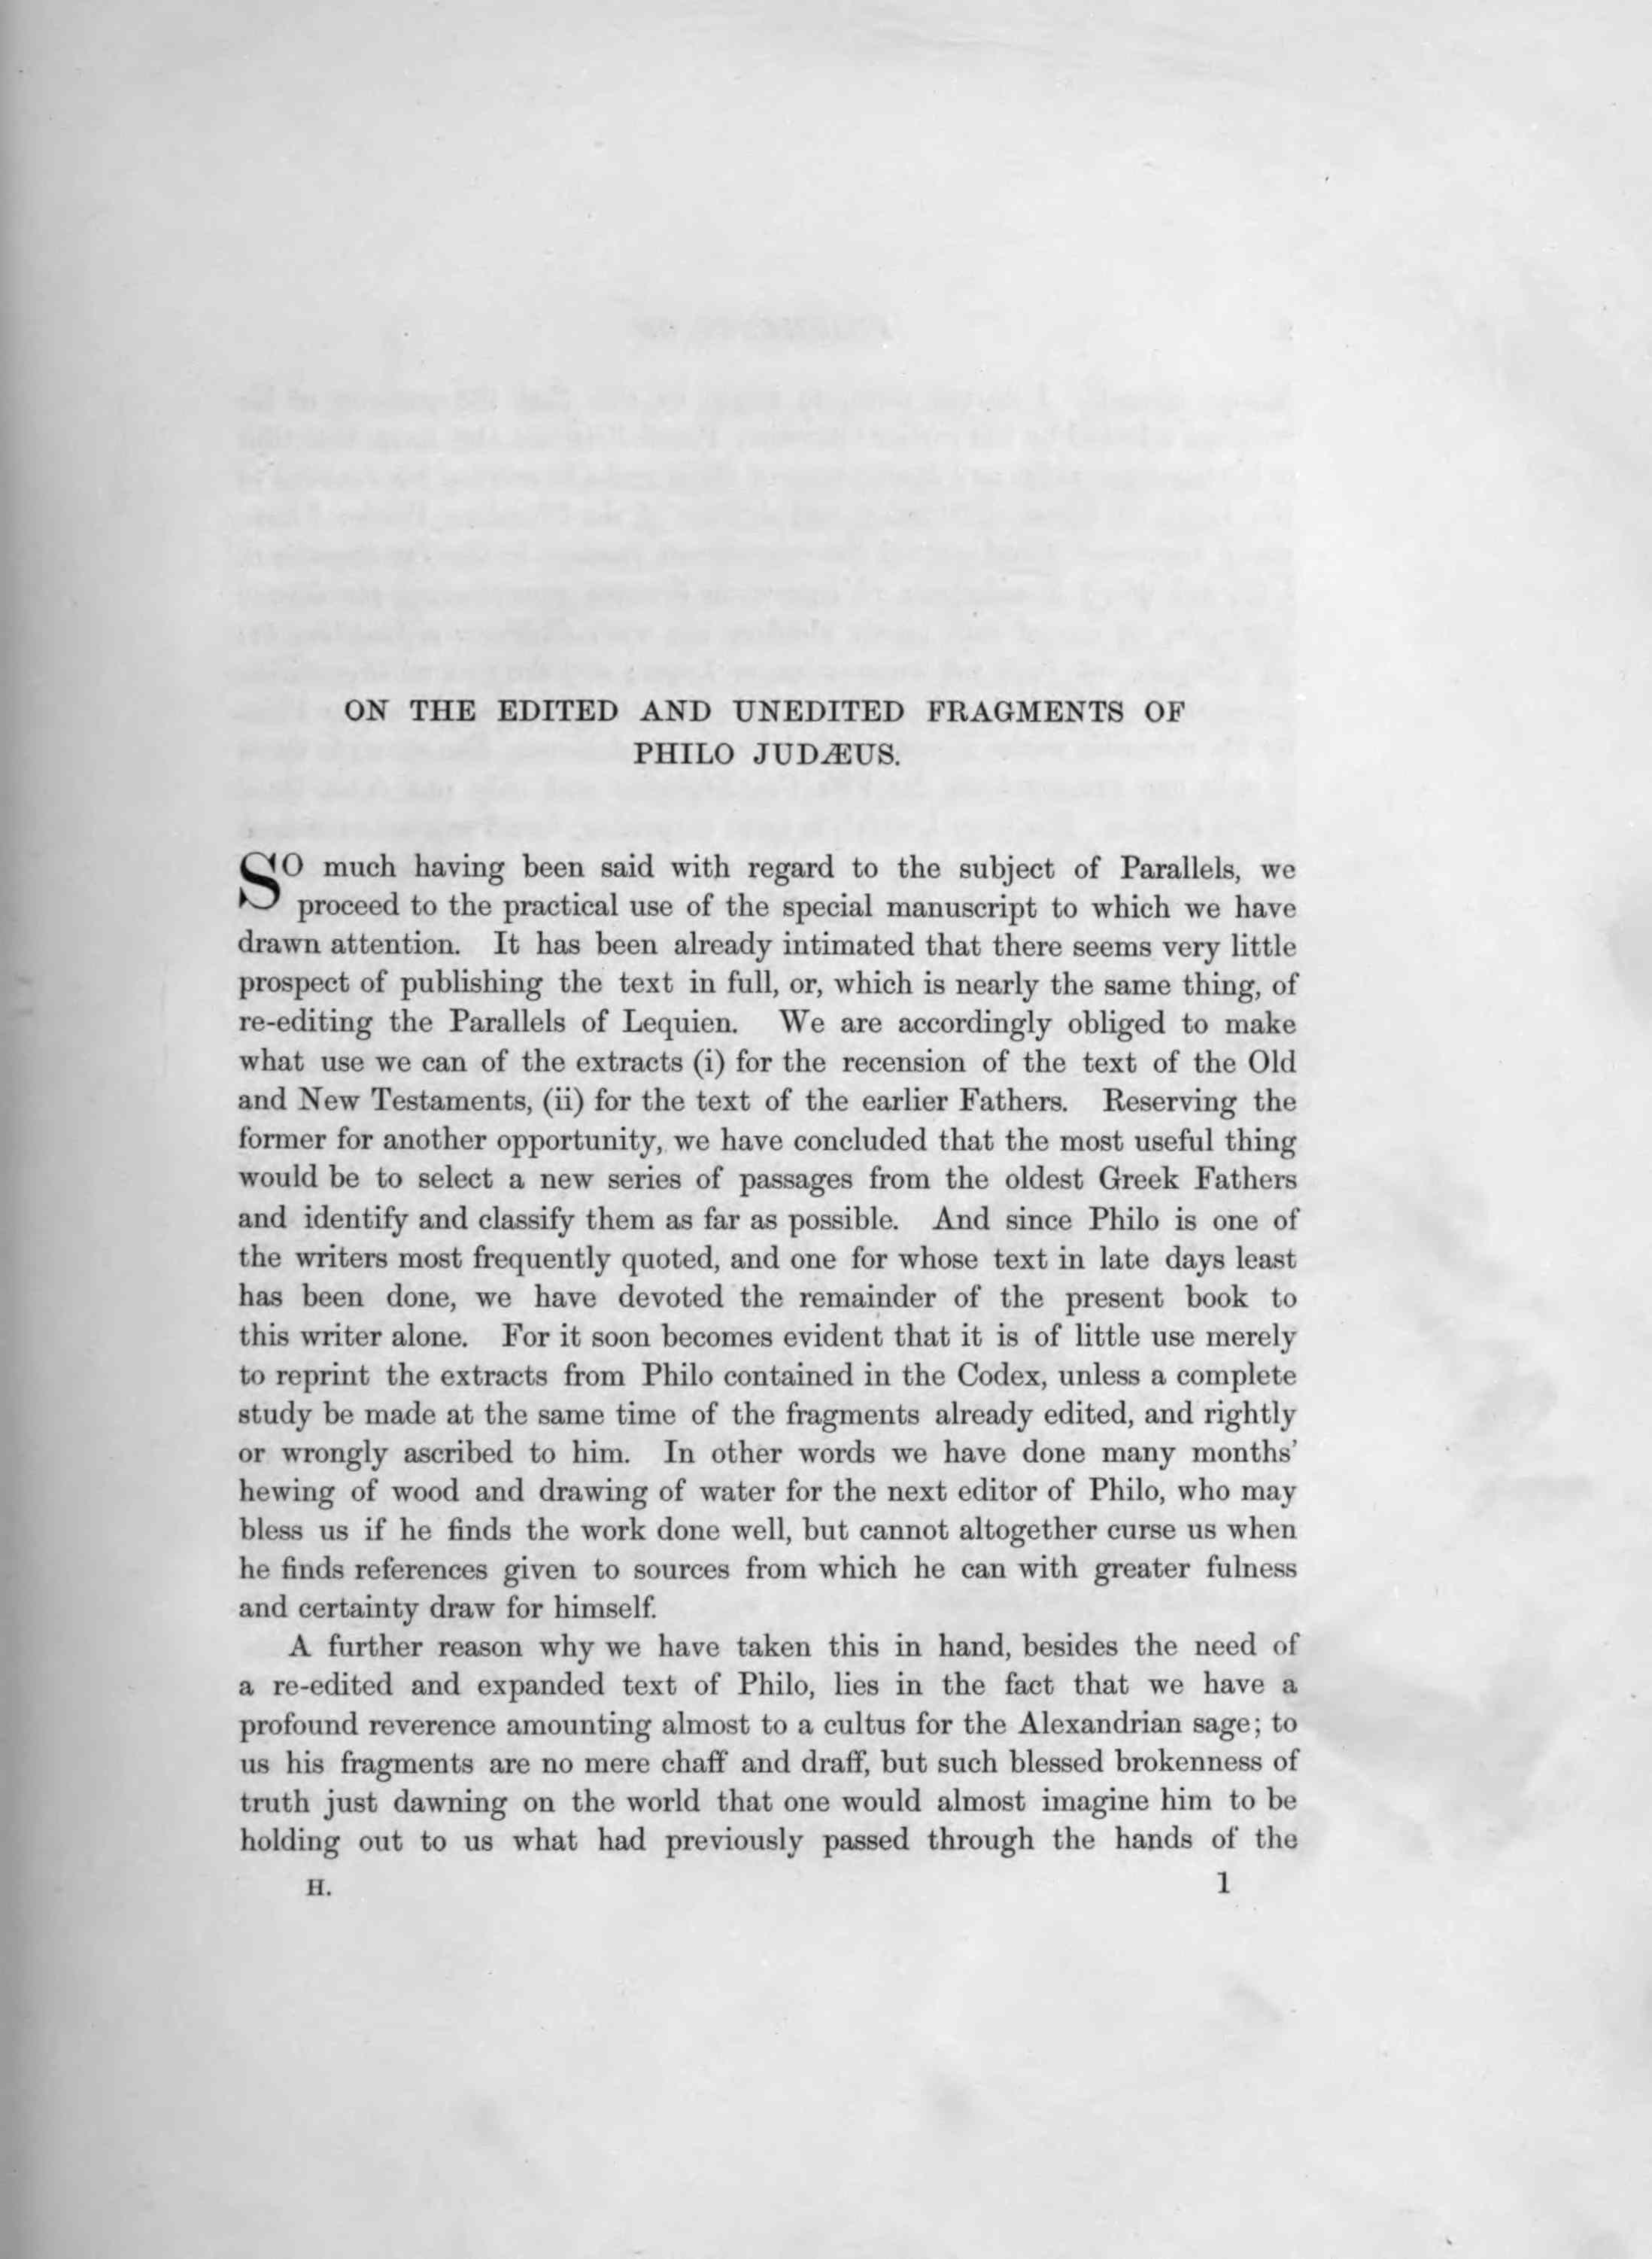 ON THE EDITED AND UNEDITED FRAGMENTS OF
PHILO JUDÆUS.
SO much having been said with regard to the subject of Parallels, we
proceed to the practical use of the special manuscript to which we have
drawn attention. It has been already intimated that there seems very little
prospect of publishing the text in full, or, which is nearly the same thing, of
re-editing the Parallels of Lequien. We are accordingly obliged to make
what use we can of the extracts (i) for the recension of the text of the Old
and New Testaments, (ii) for the text of the earlier Fathers. Reserving the
former for another opportunity, we have concluded that the most useful thing
would be to select a new series of passages from the oldest Greek Fathers
and identify and classify them as far as possible. And since Philo is one of
the writers most frequently quoted, and one for whose text in late days least
has been done, we have devoted the remainder of the present book to
this writer alone. For it soon becomes evident that it is of little use merely
to reprint the extracts from Philo contained in the Codex, unless a complete
study be made at the same time of the fragments already edited, and rightly
or wrongly ascribed to him. In other words we have done many months'
hewing of wood and drawing of water for the next editor of Philo, who may
bless us if he finds the work done well, but cannot altogether curse us when
he finds references given to sources from which he can with greater fulness
and certainty draw for himself.
A further reason why we have taken this in hand, besides the need of
a re-edited and expanded text of Philo, lies in the fact that we have a
profound reverence amounting almost to a cultus for the Alexandrian sage; to
us his fragments are no mere chaff and draff, but such blessed brokenness of
truth just dawning on the world that one would almost imagine him to be
holding out to us what had previously passed through the hands of the
H. 1